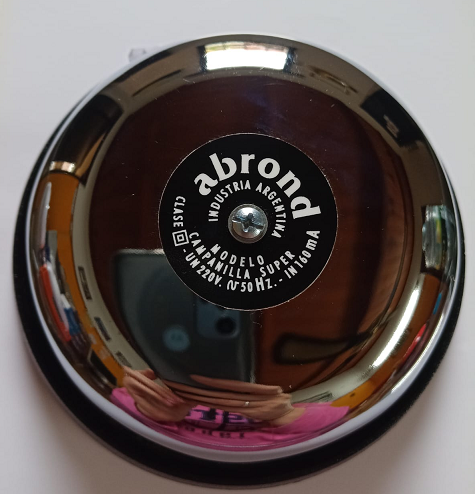 abrond
INDUSTRIA ARGENTINA
MODELO
CAMPANILLA SUPER
CLASE - UN 220V. ∿ 50 Hz. - IN 160 mA